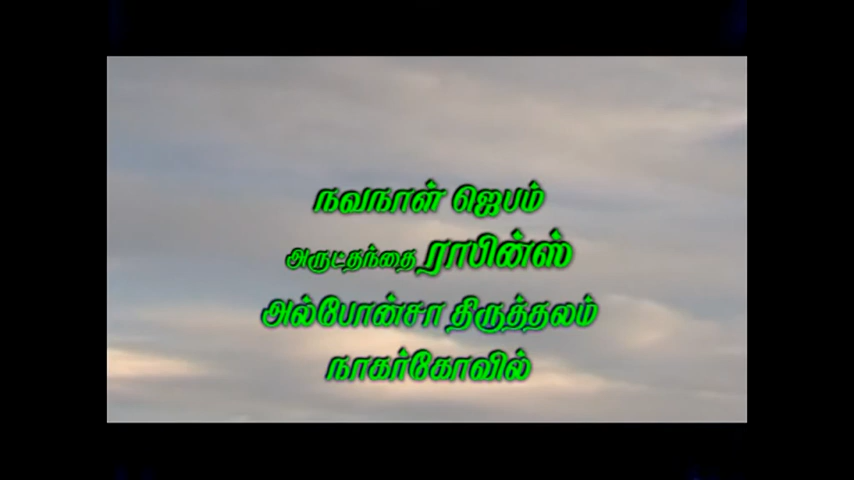 நவநாள் ஜெபம்
அருட்தந்தை ராபின்ஸ்
அல்போன்சா திருத்தலம்
நாகர்கோவில்